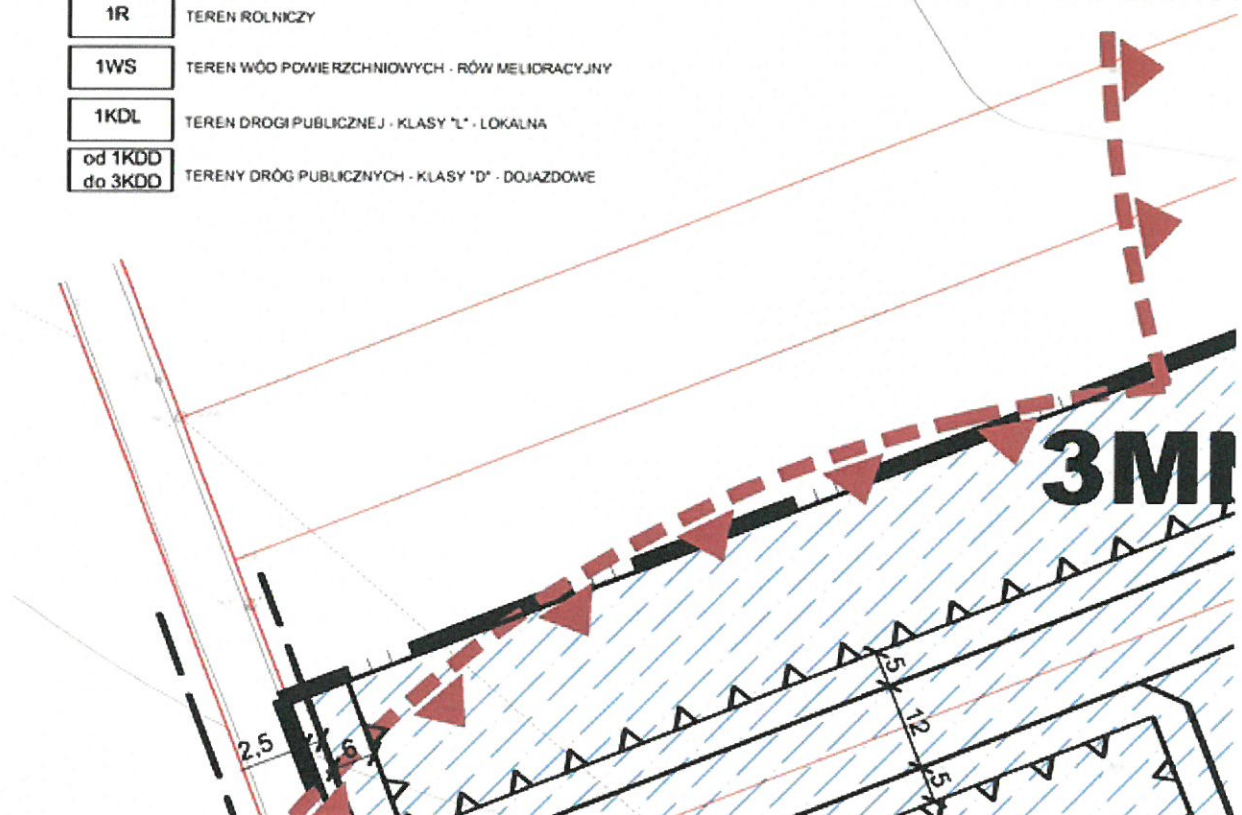 1R TEREN ROLNICZY
1WS TEREN WÓD POWIERZCHNIOWYCH - RÓW MELIORACYJNY
1KDL TEREN DROGI PUBLICZNEJ - KLASY "L" - LOKALNA
od 1KDD
do 3KDD TERENY DRÓG PUBLICZNYCH - KLASY "D" - DOJAZDOWE
5
12
5
2,5
6